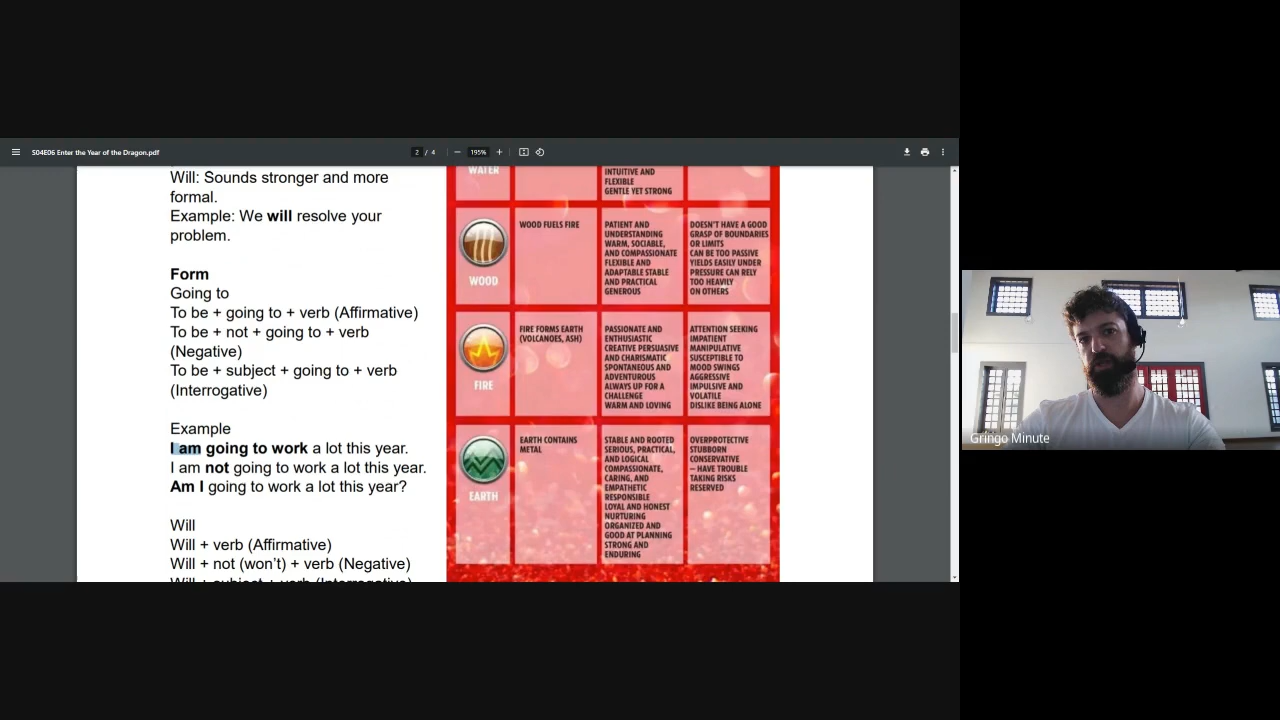 S04E06 Enter the Year of the Dragon.pdf
2 / 4
195%
Will: Sounds stronger and more
formal.
Example: We will resolve your
problem.
Form
Going to
To be + going to + verb (Affirmative)
To be + not + going to + verb
(Negative)
To be + subject + going to + verb
(Interrogative)
Example
I am going to work a lot this year.
I am not going to work a lot this year.
Am I going to work a lot this year?
Will
Will + verb (Affirmative)
Will + not (won't) + verb (Negative)
Will + subject + verb (Interrogative)
WATER
INTUITIVE AND
FLEXIBLE
GENTLE YET STRONG
WOOD
WOOD FUELS FIRE
PATIENT AND
UNDERSTANDING
WARM, SOCIABLE,
AND COMPASSIONATE
FLEXIBLE AND
ADAPTABLE STABLE
AND PRACTICAL
GENEROUS
DOESN'T HAVE A GOOD
GRASP OF BOUNDARIES
OR LIMITS
CAN BE TOO PASSIVE
YIELDS EASILY UNDER
PRESSURE CAN RELY
TOO HEAVILY
ON OTHERS
FIRE
FIRE FORMS EARTH
(VOLCANOES, ASH)
PASSIONATE AND
ENTHUSIASTIC
CREATIVE PERSUASIVE
AND CHARISMATIC
SPONTANEOUS AND
ADVENTUROUS
ALWAYS UP FOR A
CHALLENGE
WARM AND LOVING
ATTENTION SEEKING
IMPATIENT
MANIPULATIVE
SUSCEPTIBLE TO
MOOD SWINGS
AGGRESSIVE
IMPULSIVE AND
VOLATILE
DISLIKE BEING ALONE
EARTH
EARTH CONTAINS
METAL
STABLE AND ROOTED
SERIOUS, PRACTICAL,
AND LOGICAL
COMPASSIONATE,
CARING, AND
EMPATHETIC
RESPONSIBLE
LOYAL AND HONEST
NURTURING
ORGANIZED AND
GOOD AT PLANNING
STRONG AND
ENDURING
OVERPROTECTIVE
STUBBORN
CONSERVATIVE
– HAVE TROUBLE
TAKING RISKS
RESERVED
Gringo Minute